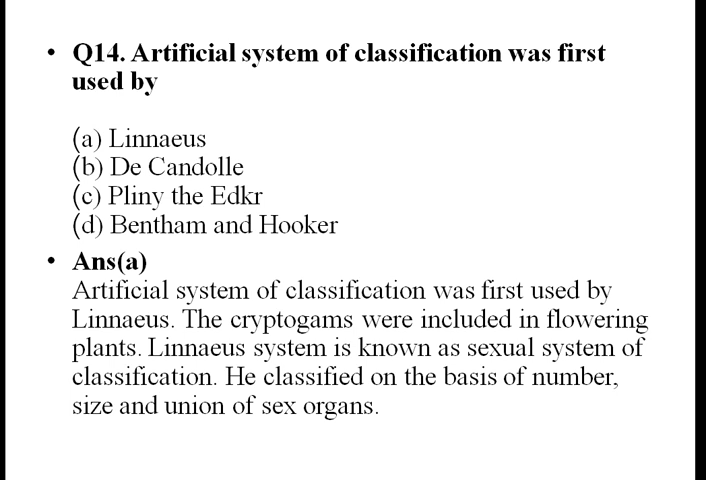 • Q14. Artificial system of classification was first
used by
(a) Linnaeus
(b) De Candolle
(c) Pliny the Edkr
(d) Bentham and Hooker
• Ans(a)
Artificial system of classification was first used by
Linnaeus. The cryptogams were included in flowering
plants. Linnaeus system is known as sexual system of
classification. He classified on the basis of number,
size and union of sex organs.